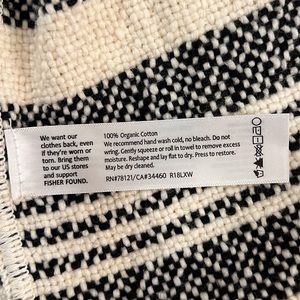 We want our
clothes back, even
if they're worn or
torn. Bring them
to our US stores
and support
FISHER FOUND.
100% Organic Cotton
We recommend hand wash cold, no bleach. Do not
wring. Gently squeeze or roll in towel to remove excess
moisture. Reshape and lay flat to dry. Press to restore.
May be dry cleaned.
RN#78121/CA#34460 R18LXW